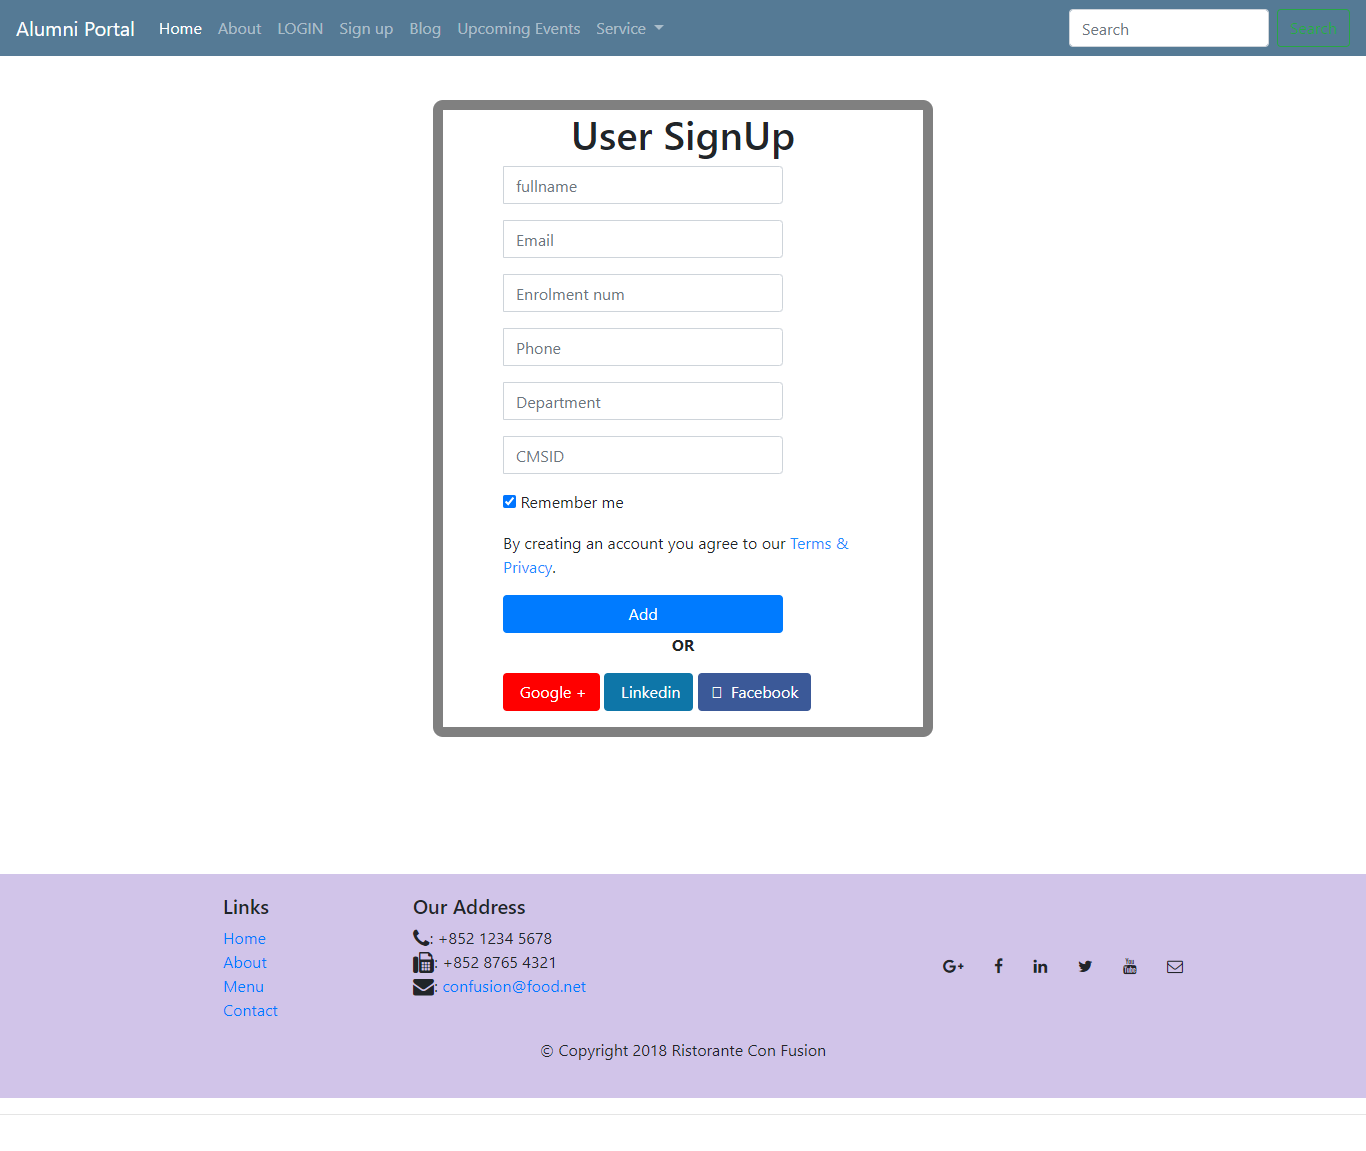 Alumni Portal Home About LOGIN Sign up Blog Upcoming Events Service Search Search
User SignUp
fullname
Email
Enrolment num
Phone
Department
CMSID
Remember me
By creating an account you agree to our Terms &
Privacy.
Add
OR
Google + Linkedin Facebook
Links
Home
About
Menu
Contact
Our Address
: +852 1234 5678
: +852 8765 4321
: confusion@food.net
© Copyright 2018 Ristorante Con Fusion